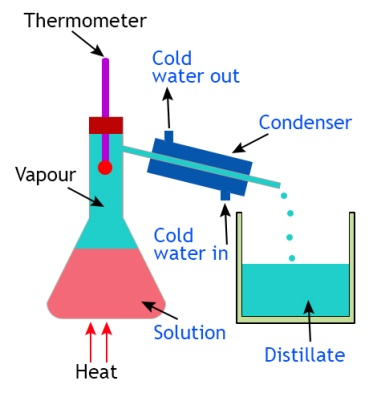 Thermometer
Cold
water out
Condenser
Vapour
Cold
water in
Solution
Distillate
Heat